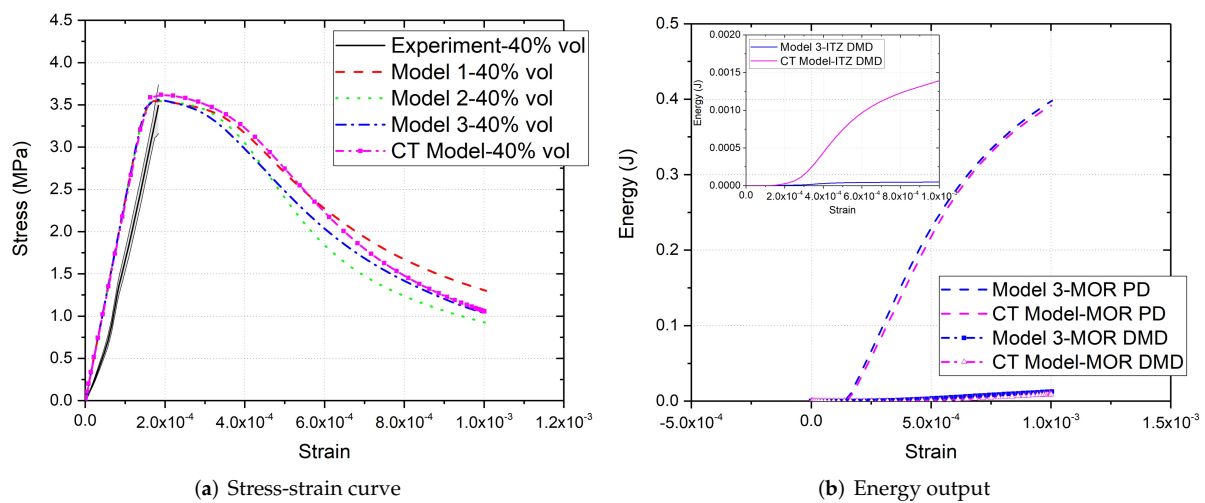 4.5
4.0
3.5
3.0
2.5
2.0
1.5
1.0
0.5
0.0
Stress (MPa)
Experiment-40% vol
Model 1-40% vol
Model 2-40% vol
Model 3-40% vol
CT Model-40% vol
0.0 2.0x10⁻⁴ 4.0x10⁻⁴ 6.0x10⁻⁴ 8.0x10⁻⁴ 1.0x10⁻³
Strain
(a) Stress-strain curve
0.5
0.4
0.3
0.2
0.1
0.0
Energy (J)
0.0020
0.0015
0.0010
0.0005
0.0000
Energy (J)
Model 3-ITZ DMD
CT Model-ITZ DMD
0.0 2.0x10⁻⁴ 4.0x10⁻⁴ 6.0x10⁻⁴ 8.0x10⁻⁴ 1.0x10⁻³
Strain
Model 3-MOR PD
CT Model-MOR PD
Model 3-MOR DMD
CT Model-MOR DMD
-5.0x10⁻⁴ 0.0 5.0x10⁻⁴ 1.0x10⁻³ 1.5x10⁻³
Strain
(b) Energy output